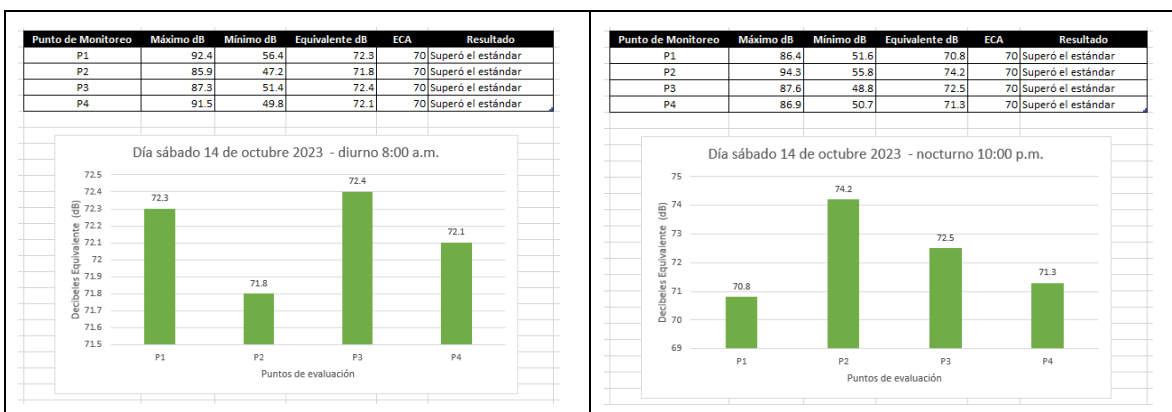 Punto de Monitoreo Máximo dB Mínimo dB Equivalente dB ECA Resultado
P1 92.4 56.4 72.3 70 Superó el estándar
P2 85.9 47.2 71.8 70 Superó el estándar
P3 87.3 51.4 72.4 70 Superó el estándar
P4 91.5 49.8 72.1 70 Superó el estándar
Día sábado 14 de octubre 2023 - diurno 8:00 a.m.
Decibeles Equivalente (dB)
72.5
72.4
72.3
72.2
72.1
72
71.9
71.8
71.7
71.6
71.5
72.3
71.8
72.4
72.1
P1 P2 P3 P4
Puntos de evaluación
Punto de Monitoreo Máximo dB Mínimo dB Equivalente dB ECA Resultado
P1 86.4 51.6 70.8 70 Superó el estándar
P2 94.3 55.8 74.2 70 Superó el estándar
P3 87.6 48.8 72.5 70 Superó el estándar
P4 86.9 50.7 71.3 70 Superó el estándar
Día sábado 14 de octubre 2023 - nocturno 10:00 p.m.
Decibeles Equivalente (dB)
75
74
73
72
71
70
69
70.8
74.2
72.5
71.3
P1 P2 P3 P4
Puntos de evaluación